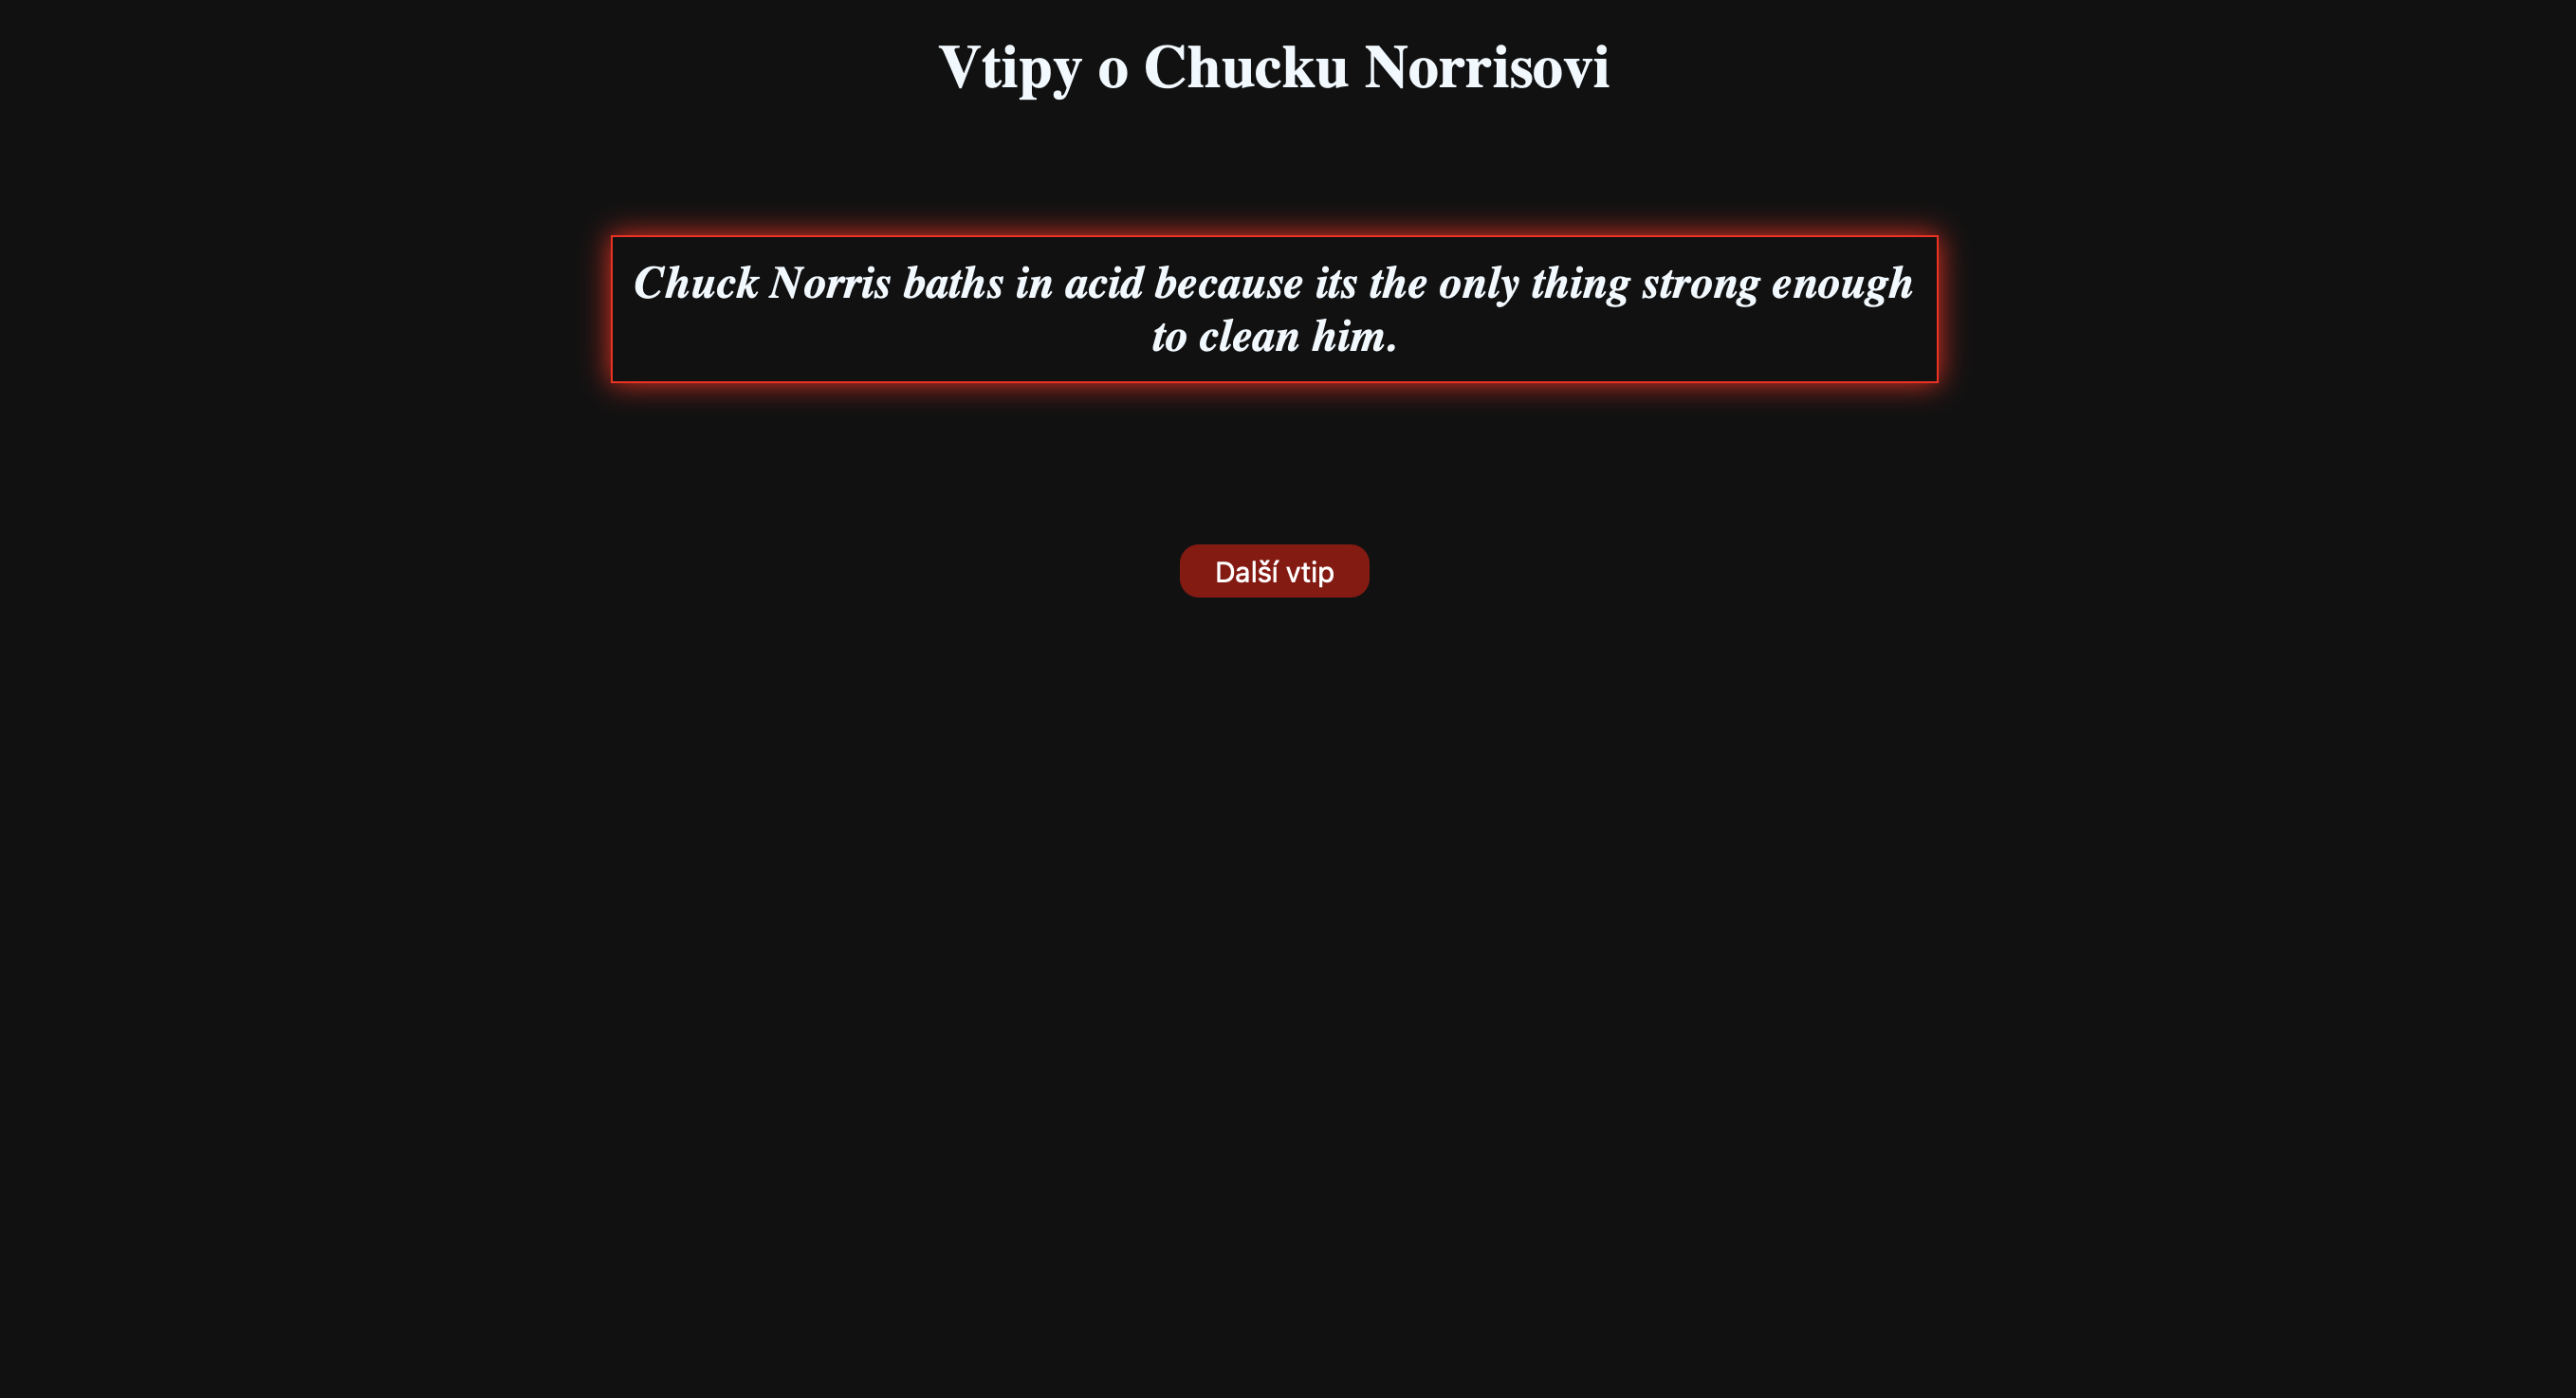 Vtipy o Chucku Norrisovi
Chuck Norris baths in acid because its the only thing strong enough
to clean him.
Další vtip